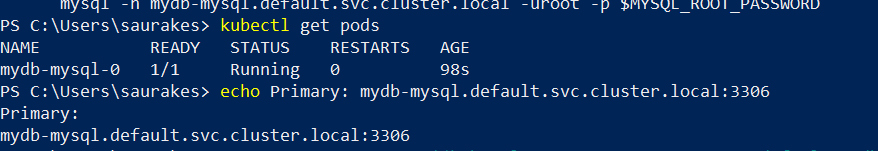 mysql -h mydb-mysql.default.svc.cluster.local -uroot -p $MYSQL_ROOT_PASSWORD
PS C:\Users\saurakes> kubectl get pods
NAME READY STATUS RESTARTS AGE
mydb-mysql-0 1/1 Running 0 98s
PS C:\Users\saurakes> echo Primary: mydb-mysql.default.svc.cluster.local:3306
Primary:
mydb-mysql.default.svc.cluster.local:3306